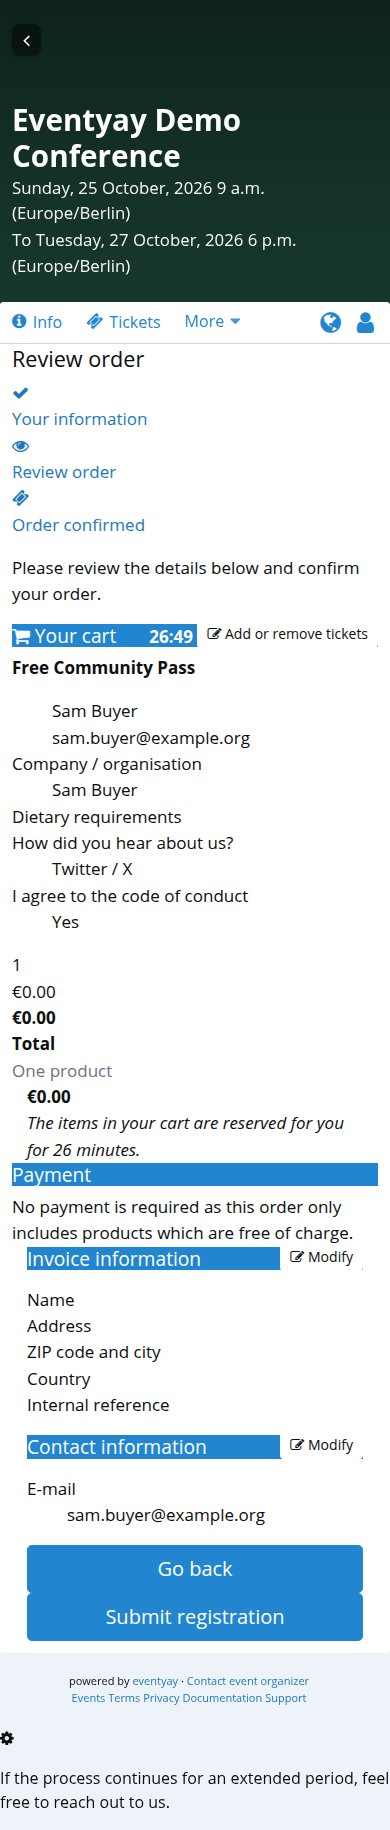 Eventyay Demo
Conference
Sunday, 25 October, 2026 9 a.m.
(Europe/Berlin)
To Tuesday, 27 October, 2026 6 p.m.
(Europe/Berlin)
Info Tickets More
Review order
Your information
Review order
Order confirmed
Please review the details below and confirm
your order.
Your cart 26:49 Add or remove tickets
Free Community Pass
Sam Buyer
sam.buyer@example.org
Company / organisation
Sam Buyer
Dietary requirements
How did you hear about us?
Twitter / X
I agree to the code of conduct
Yes
1
€0.00
€0.00
Total
One product
€0.00
The items in your cart are reserved for you
for 26 minutes.
Payment
No payment is required as this order only
includes products which are free of charge.
Invoice information Modify
Name
Address
ZIP code and city
Country
Internal reference
Contact information Modify
E-mail
sam.buyer@example.org
Go back
Submit registration
powered by eventyay · Contact event organizer
Events Terms Privacy Documentation Support
If the process continues for an extended period, feel
free to reach out to us.